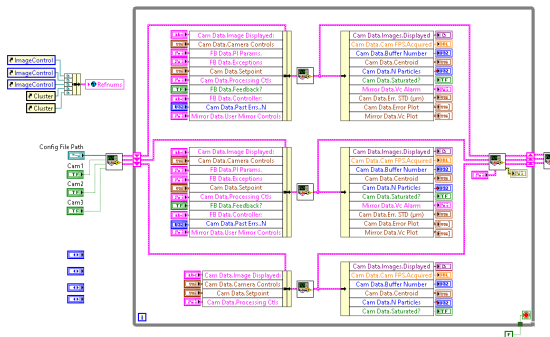 ImageControl
ImageControl
ImageControl
Cluster
Cluster
Refnums
Config File Path
Cam1
Cam2
Cam3
Cam Data.Image Displayed:
Cam Data.Camera Controls
FB Data.PI Params.
FB Data.Exceptions
Cam Data.Setpoint
Cam Data.Processing Ctls
FB Data.Feedback?
FB Data.Controller:
Cam Data.Past Errs.N
Mirror Data.User Mirror Controls
Cam Data.Images.Displayed
Cam Data.Cam FPS.Acquired
Cam Data.Buffer Number
Cam Data.Centroid
Cam Data.N Particles
Cam Data.Saturated?
Mirror Data.Vc Alarm
Cam Data.Err. STD (μm)
Cam Data.Error Plot
Mirror Data.Vc Plot
Cam Data.Image Displayed:
Cam Data.Camera Controls
FB Data.PI Params.
FB Data.Exceptions
Cam Data.Setpoint
Cam Data.Processing Ctls
FB Data.Feedback?
FB Data.Controller:
Cam Data.Past Errs.N
Mirror Data.User Mirror Controls
Cam Data.Images.Displayed
Cam Data.Cam FPS.Acquired
Cam Data.Buffer Number
Cam Data.Centroid
Cam Data.N Particles
Cam Data.Saturated?
Mirror Data.Vc Alarm
Cam Data.Err. STD (μm)
Cam Data.Error Plot
Mirror Data.Vc Plot
Cam Data.Image Displayed:
Cam Data.Camera Controls
Cam Data.Setpoint
Cam Data.Processing Ctls
Cam Data.Images.Displayed
Cam Data.Cam FPS.Acquired
Cam Data.Buffer Number
Cam Data.Centroid
Cam Data.N Particles
Cam Data.Saturated?
i
F